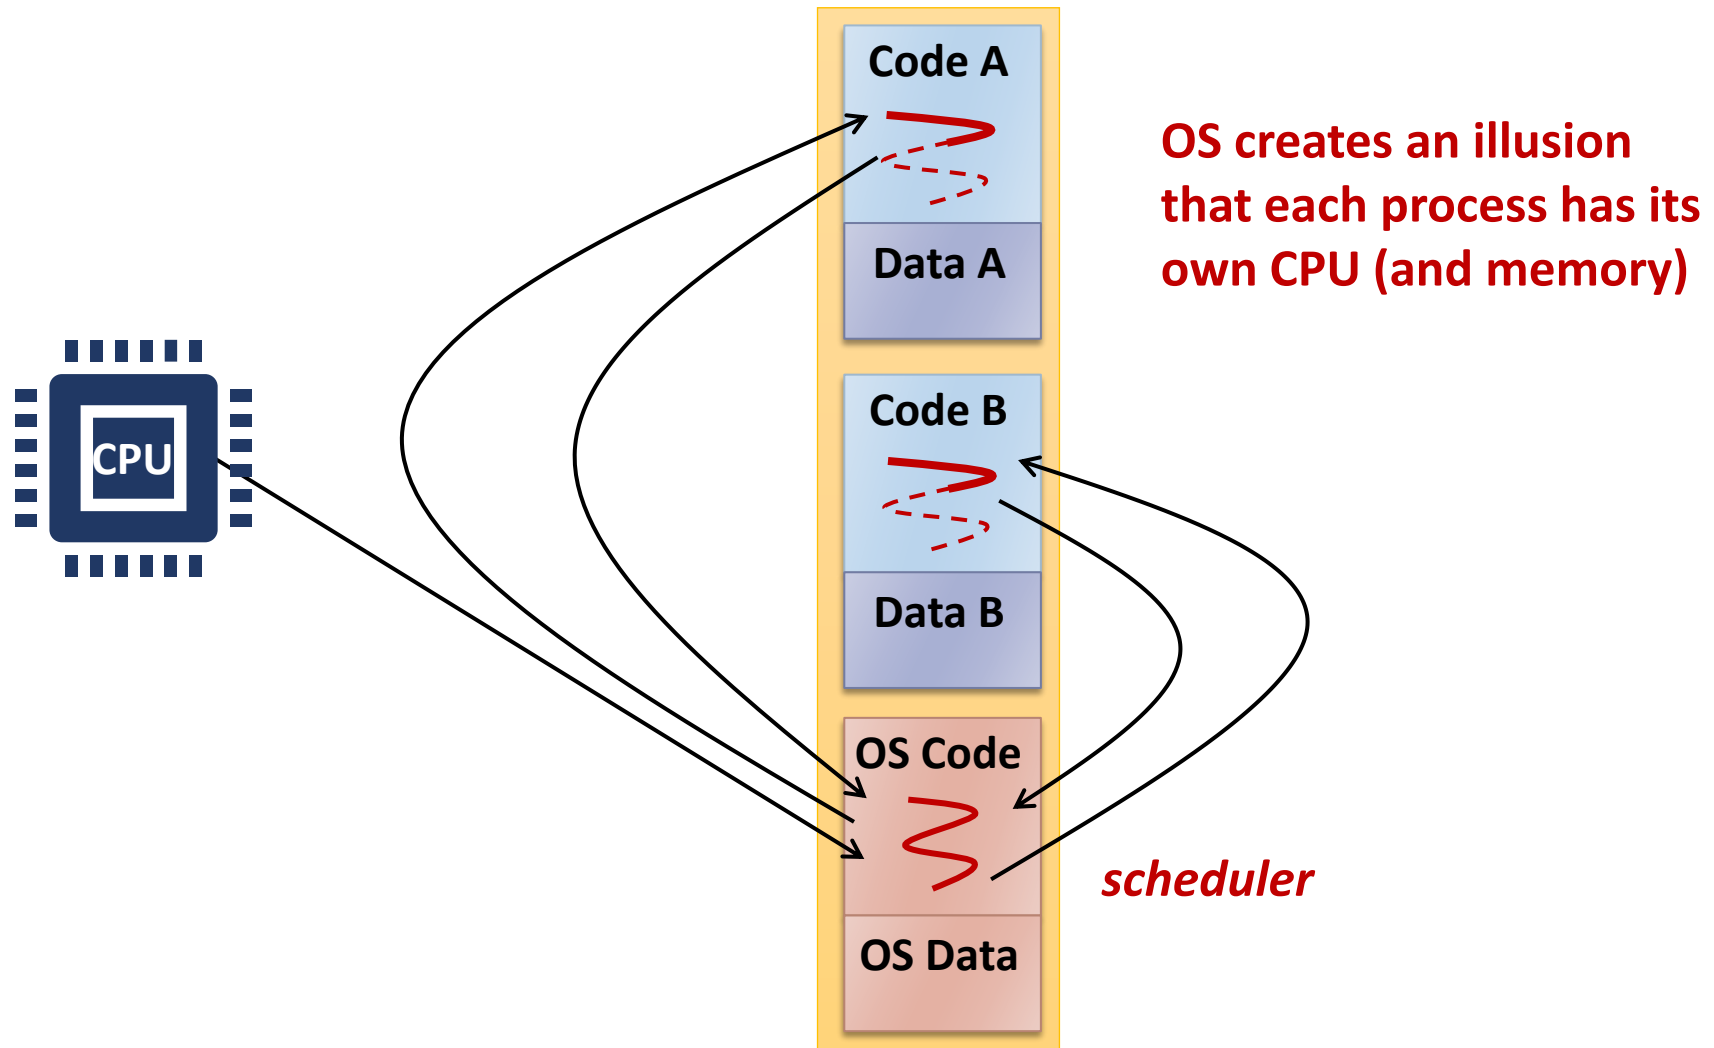 Code A
Data A
OS creates an illusion
that each process has its
own CPU (and memory)
CPU
Code B
Data B
OS Code
scheduler
OS Data